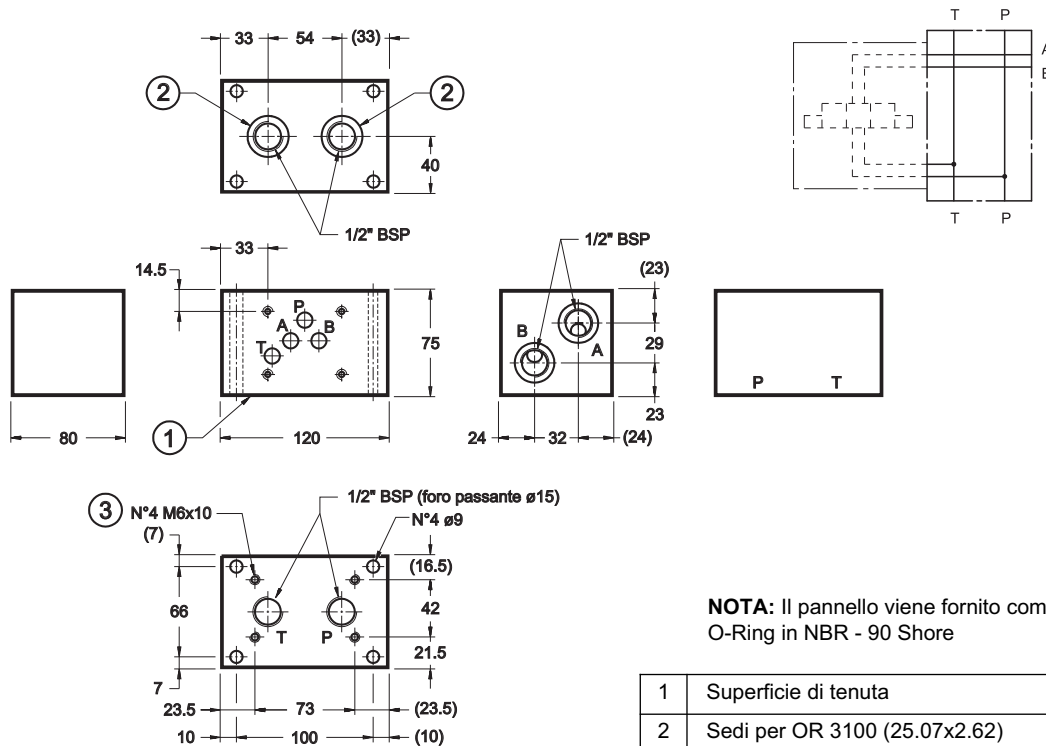 33 54 (33)
2 2
40
1/2" BSP
T P
A
T P
33
14.5
P
A B
T
75
80
1
120
1/2" BSP
(23)
B
A
29
23
24 32 (24)
P T
3 N°4 M6x10
1/2" BSP (foro passante ø15)
N°4 ø9
(7)
(16.5)
66
42
T P
21.5
7
23.5 73 (23.5)
10 100 (10)
NOTA: Il pannello viene fornito com
O-Ring in NBR - 90 Shore
1 Superficie di tenuta
2 Sedi per OR 3100 (25.07x2.62)